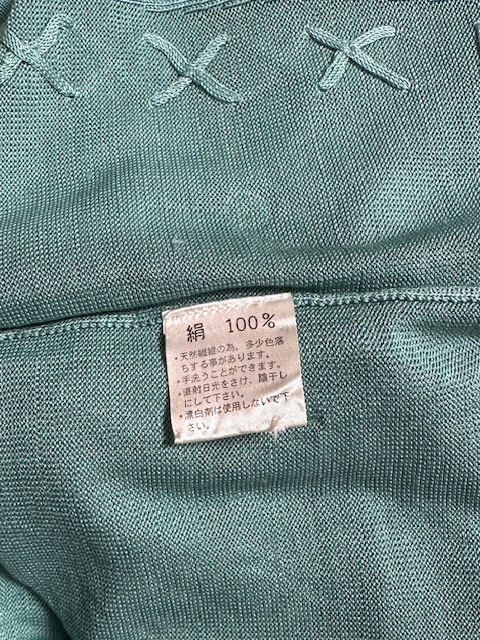 絹 100%
・天然繊維の為、多少色落
ちする事があります。
・手洗うことができます。
・直射日光をさけ、陰干し
にして下さい。
・漂白剤は使用しないで下
さい。